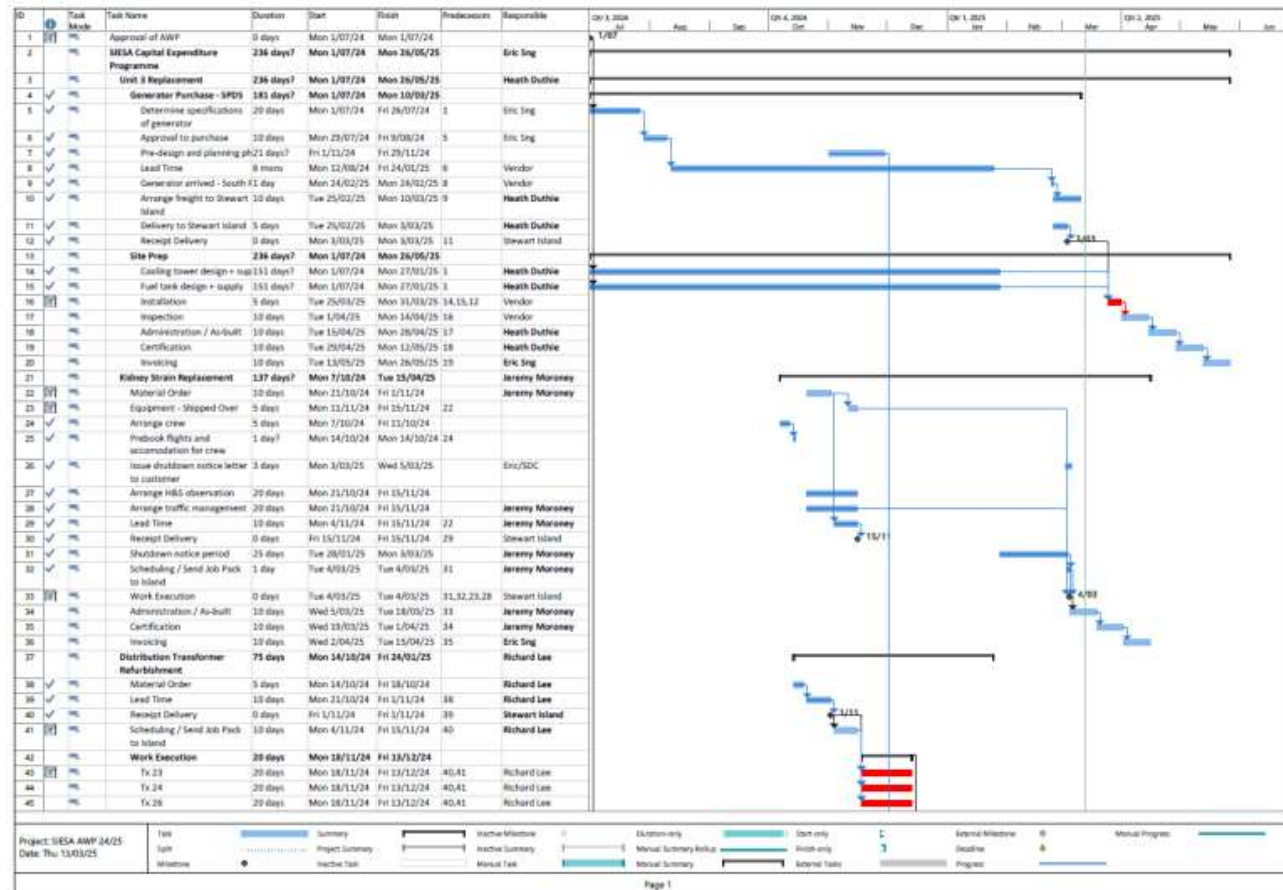 ID Task Mode Task Name Duration Start Finish Predecessors Responsible
Qtr 3, 2024 Qtr 4, 2024 Qtr 1, 2025 Qtr 2, 2025
Jul Aug Sep Oct Nov Dec Jan Feb Mar Apr May Jun
1 Approval of AWP 0 days Mon 1/07/24 Mon 1/07/24 1/07
2 SIESA Capital Expenditure Programme 236 days? Mon 1/07/24 Mon 26/05/25 Eric Sng
3 Unit 3 Replacement 236 days? Mon 1/07/24 Mon 26/05/25 Heath Duthie
4 Generator Purchase - SPDS 181 days? Mon 1/07/24 Mon 10/03/25
5 Determine specifications of generator 20 days Mon 1/07/24 Fri 26/07/24 1 Eric Sng
6 Approval to purchase 10 days Mon 29/07/24 Fri 9/08/24 5 Eric Sng
7 Pre-design and planning ph 21 days? Fri 1/11/24 Fri 29/11/24
8 Lead Time 6 mons Mon 12/08/24 Fri 24/01/25 6 Vendor
9 Generator arrived - South F 1 day Mon 24/02/25 Mon 24/02/25 8 Vendor
10 Arrange freight to Stewart Island 10 days Tue 25/02/25 Mon 10/03/25 9 Heath Duthie
11 Delivery to Stewart Island 5 days Tue 25/02/25 Mon 3/03/25 Heath Duthie
12 Receipt Delivery 0 days Mon 3/03/25 Mon 3/03/25 11 Stewart Island 3/03
13 Site Prep 236 days? Mon 1/07/24 Mon 26/05/25
14 Cooling tower design + sup 151 days? Mon 1/07/24 Mon 27/01/25 1 Heath Duthie
15 Fuel tank design + supply 151 days? Mon 1/07/24 Mon 27/01/25 1 Heath Duthie
16 Installation 5 days Tue 25/03/25 Mon 31/03/25 14,15,12 Vendor
17 Inspection 10 days Tue 1/04/25 Mon 14/04/25 16 Vendor
18 Administration / As-built 10 days Tue 15/04/25 Mon 28/04/25 17 Heath Duthie
19 Certification 10 days Tue 29/04/25 Mon 12/05/25 18 Heath Duthie
20 Invoicing 10 days Tue 13/05/25 Mon 26/05/25 19 Eric Sng
21 Kidney Strain Replacement 137 days? Mon 7/10/24 Tue 15/04/25 Jeremy Moroney
22 Material Order 10 days Mon 21/10/24 Fri 1/11/24 Jeremy Moroney
23 Equipment - Shipped Over 5 days Mon 11/11/24 Fri 15/11/24 22
24 Arrange crew 5 days Mon 7/10/24 Fri 11/10/24
25 Prebook flights and accomodation for crew 1 day? Mon 14/10/24 Mon 14/10/24 24
26 Issue shutdown notice letter to customer 3 days Mon 3/03/25 Wed 5/03/25 Eric/SDC
27 Arrange H&S observation 20 days Mon 21/10/24 Fri 15/11/24
28 Arrange traffic management 20 days Mon 21/10/24 Fri 15/11/24 Jeremy Moroney
29 Lead Time 10 days Mon 4/11/24 Fri 15/11/24 22 Jeremy Moroney
30 Receipt Delivery 0 days Fri 15/11/24 Fri 15/11/24 29 Stewart Island 15/11
31 Shutdown notice period 25 days Tue 28/01/25 Mon 3/03/25 Jeremy Moroney
32 Scheduling / Send Job Pack to Island 1 day Tue 4/03/25 Tue 4/03/25 31 Jeremy Moroney
33 Work Execution 0 days Tue 4/03/25 Tue 4/03/25 31,32,23,28 Stewart Island 4/03
34 Administration / As-built 10 days Wed 5/03/25 Tue 18/03/25 33 Jeremy Moroney
35 Certification 10 days Wed 19/03/25 Tue 1/04/25 34 Jeremy Moroney
36 Invoicing 10 days Wed 2/04/25 Tue 15/04/25 35 Eric Sng
37 Distribution Transformer Refurbishment 75 days Mon 14/10/24 Fri 24/01/25 Richard Lee
38 Material Order 5 days Mon 14/10/24 Fri 18/10/24 Richard Lee
39 Lead Time 10 days Mon 21/10/24 Fri 1/11/24 38 Richard Lee
40 Receipt Delivery 0 days Fri 1/11/24 Fri 1/11/24 39 Stewart Island 1/11
41 Scheduling / Send Job Pack to Island 10 days Mon 4/11/24 Fri 15/11/24 40 Richard Lee
42 Work Execution 20 days Mon 18/11/24 Fri 13/12/24
43 Tx 23 20 days Mon 18/11/24 Fri 13/12/24 40,41 Richard Lee
44 Tx 24 20 days Mon 18/11/24 Fri 13/12/24 40,41 Richard Lee
45 Tx 26 20 days Mon 18/11/24 Fri 13/12/24 40,41 Richard Lee
Project: SIESA AWP 24/25
Date: Thu 13/03/25
Task Summary Inactive Milestone Duration-only Start-only External Milestone Manual Progress
Split Project Summary Inactive Summary Manual Summary Rollup Finish-only Deadline
Milestone Inactive Task Manual Task Manual Summary External Tasks Progress
Page 1